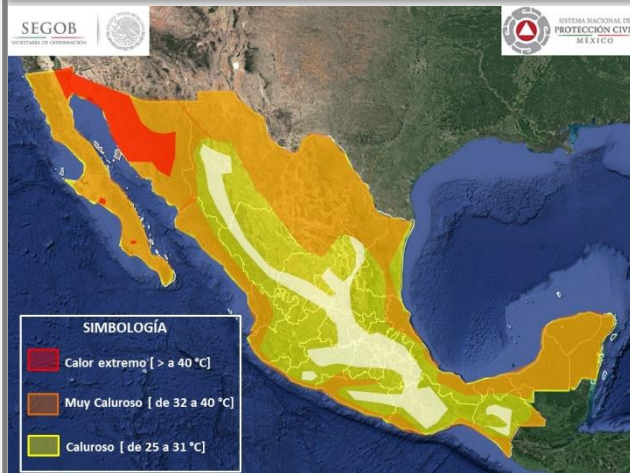 SEGOB
SECRETARÍA DE GOBERNACIÓN
SISTEMA NACIONAL DE
PROTECCIÓN CIVI
MÉXICO
SIMBOLOGÍA
Calor extremo [ > a 40 °C]
Muy Caluroso [ de 32 a 40 °C]
Caluroso [ de 25 a 31 °C]